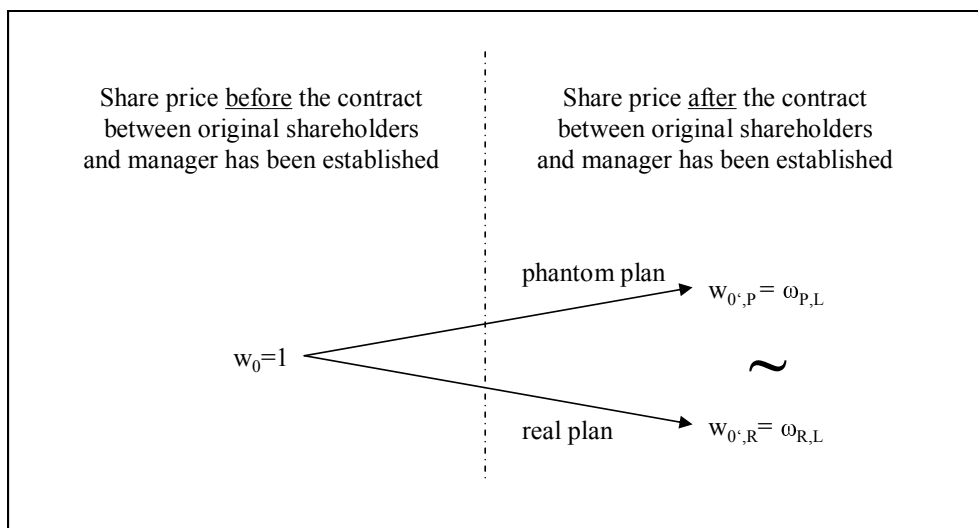 Share price before the contract
between original shareholders
and manager has been established
Share price after the contract
between original shareholders
and manager has been established
phantom plan
w₀‘,P = ωP,L
w₀=1
~
real plan
w₀‘,R = ωR,L